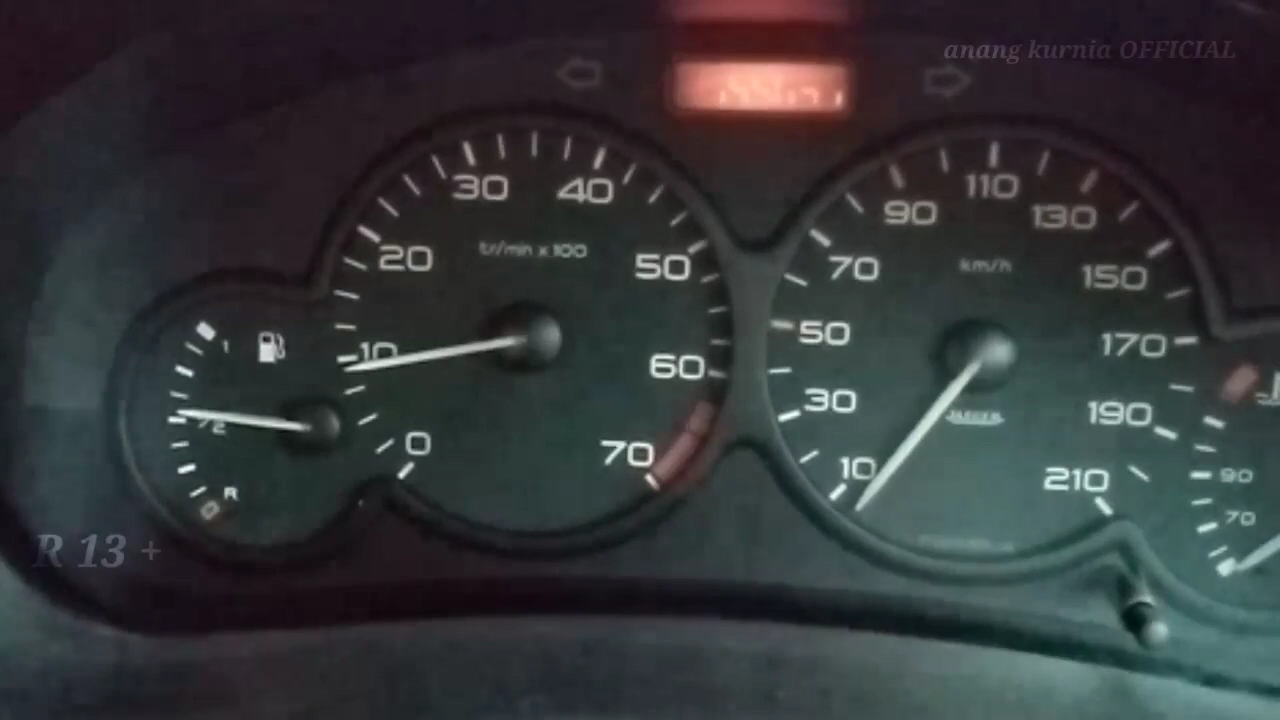 anang kurnia OFFICIAL
30 40
20 50
tr/min x 100
10 60
0 70
1
1/2
R
90 110 130
70 150
km/h
50 170
30 190
JAEGER
10 210
90
70
R 13 +